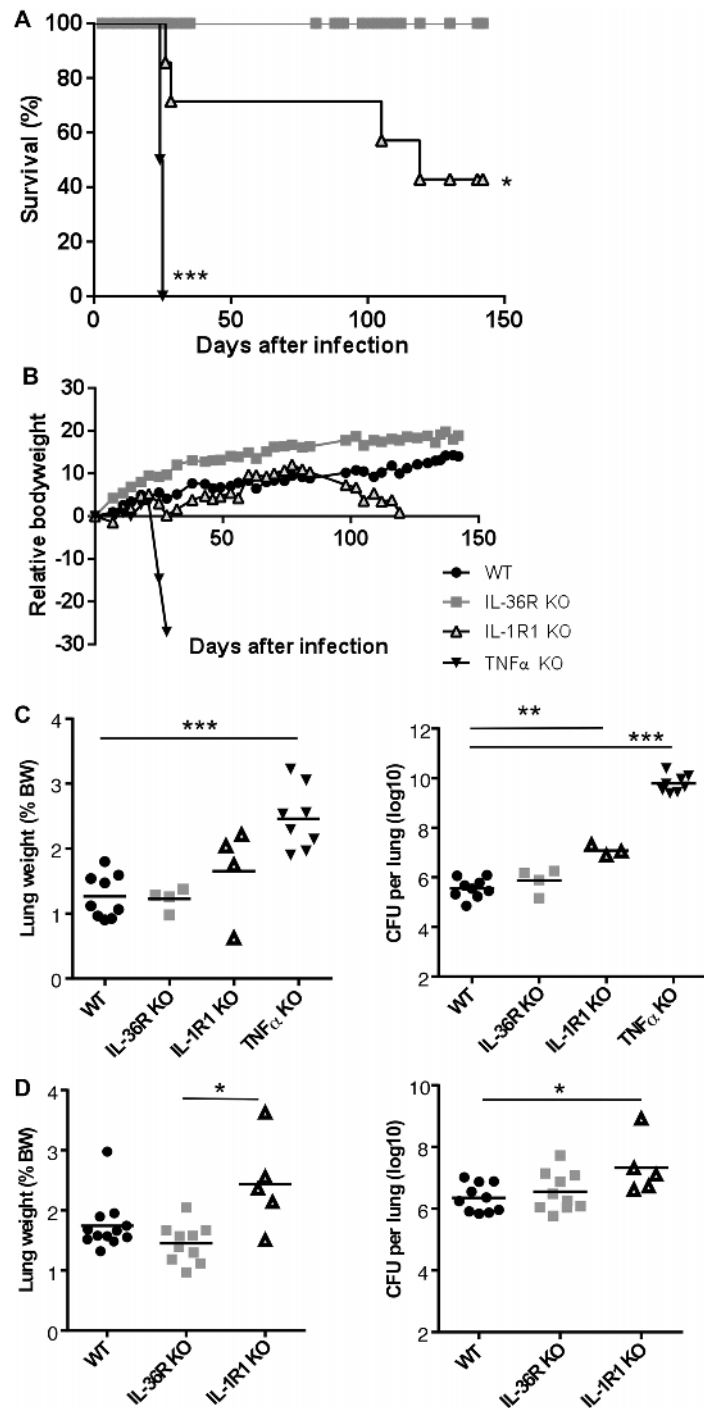 A
Survival (%)
100
80
60
40
20
0
*
***
0 50 100 150
Days after infection
B
Relative bodyweight
30
20
10
0
-10
-20
-30
50 100 150
WT
IL-36R KO
IL-1R1 KO
TNFα KO
Days after infection
C
Lung weight (% BW)
4
3
2
1
0
***
WT IL-36R KO IL-1R1 KO TNFα KO
CFU per lung (log10)
12
10
8
6
4
2
**
***
WT IL-36R KO IL-1R1 KO TNFα KO
D
Lung weight (% BW)
4
3
2
1
0
*
WT IL-36R KO IL-1R1 KO
CFU per lung (log10)
10
8
6
4
2
*
WT IL-36R KO IL-1R1 KO